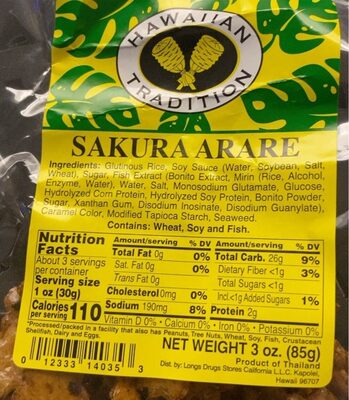 HAWAIIAN
TRADITION
SAKURA ARARE
Ingredients: Glutinous Rice, Soy Sauce (Water, Soybean, Salt,
Wheat), Sugar, Fish Extract (Bonito Extract, Mirin (Rice, Alcohol,
Enzyme, Water), Water, Salt, Monosodium Glutamate, Glucose,
Hydrolyzed Corn Protein, Hydrolyzed Soy Protein, Bonito Powder,
Sugar, Xanthan Gum, Disodium Inosinate, Disodium Guanylate),
Caramel Color, Modified Tapioca Starch, Seaweed.
Contains: Wheat, Soy and Fish.
Nutrition
Facts
About 3 servings
per container
Serving size
1 oz (30g)
Calories 110
per serving
Amount/serving % DV
Total Fat 0g 0%
Sat. Fat 0g 0%
Trans Fat 0g
Cholesterol 0mg 0%
Sodium 190mg 8%
Amount/serving % DV
Total Carb. 26g 9%
Dietary Fiber <1g 3%
Total Sugars <1g
Incl.<1g Added Sugars 1%
Protein 2g
Vitamin D 0% • Calcium 0% • Iron 0% • Potassium 0%
*Processed/packed in a facility that also has Peanuts, Tree Nuts, Wheat, Soy, Fish, Crustacean
Shellfish, Dairy and Eggs.
NET WEIGHT 3 oz. (85g)
Product of Thailand
Dist. by: Longs Drugs Stores California L.L.C. Kapolei,
Hawaii 96707
0 12333 14035 3